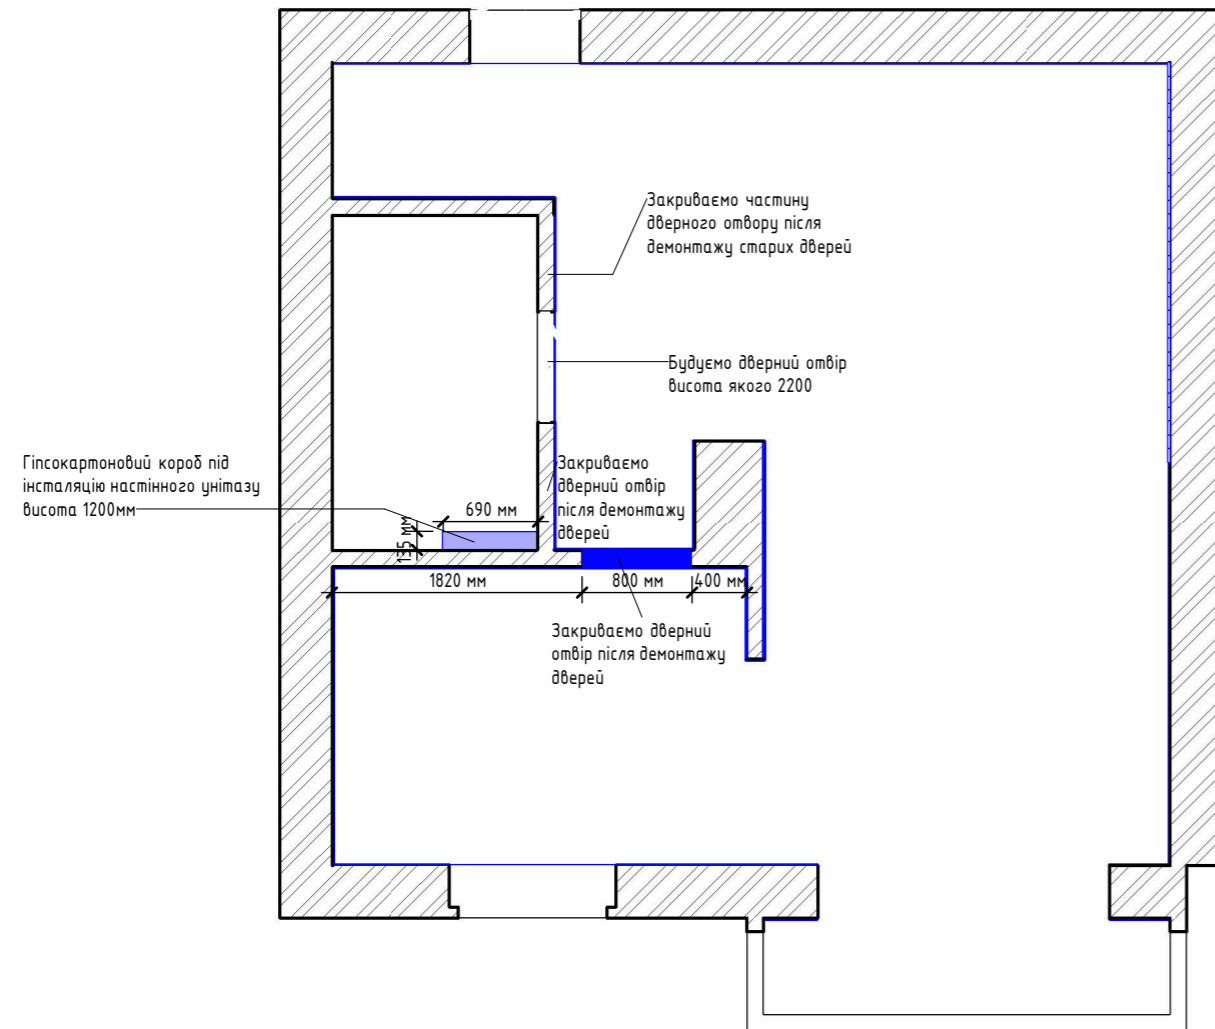 Закриваємо частину
дверного отвору після
демонтажу старих дверей
Будуємо дверний отвір
висота якого 2200
Гіпсокартоновий короб під
інсталяцію настінного унітазу
висота 1200мм
Закриваємо
дверний отвір
після демонтажу
дверей
690 мм
135 мм
1820 мм
800 мм
400 мм
Закриваємо дверний
отвір після демонтажу
дверей